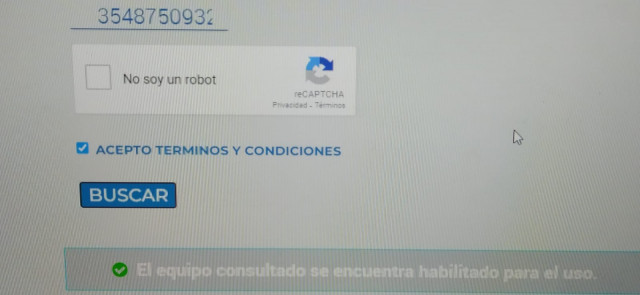 3548750932
No soy un robot
reCAPTCHA
Privacidad - Términos
ACEPTO TERMINOS Y CONDICIONES
BUSCAR
El equipo consultado se encuentra habilitado para el uso.